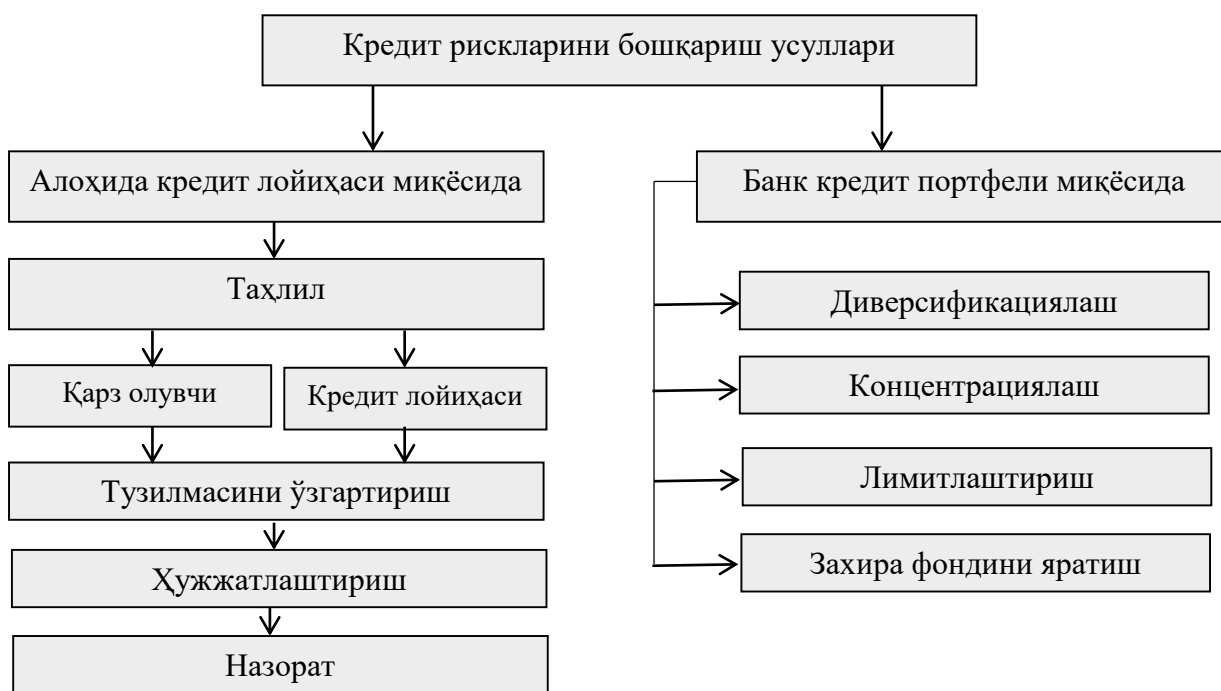 Кредит рискларини бошқариш усуллари
Алоҳида кредит лойиҳаси миқёсида
Банк кредит портфели миқёсида
Таҳлил
Диверсификациялаш
Қарз олувчи
Кредит лойиҳаси
Концентрациялаш
Тузилмасини ўзгартириш
Лимитлаштириш
Ҳужжатлаштириш
Захира фондини яратиш
Назорат